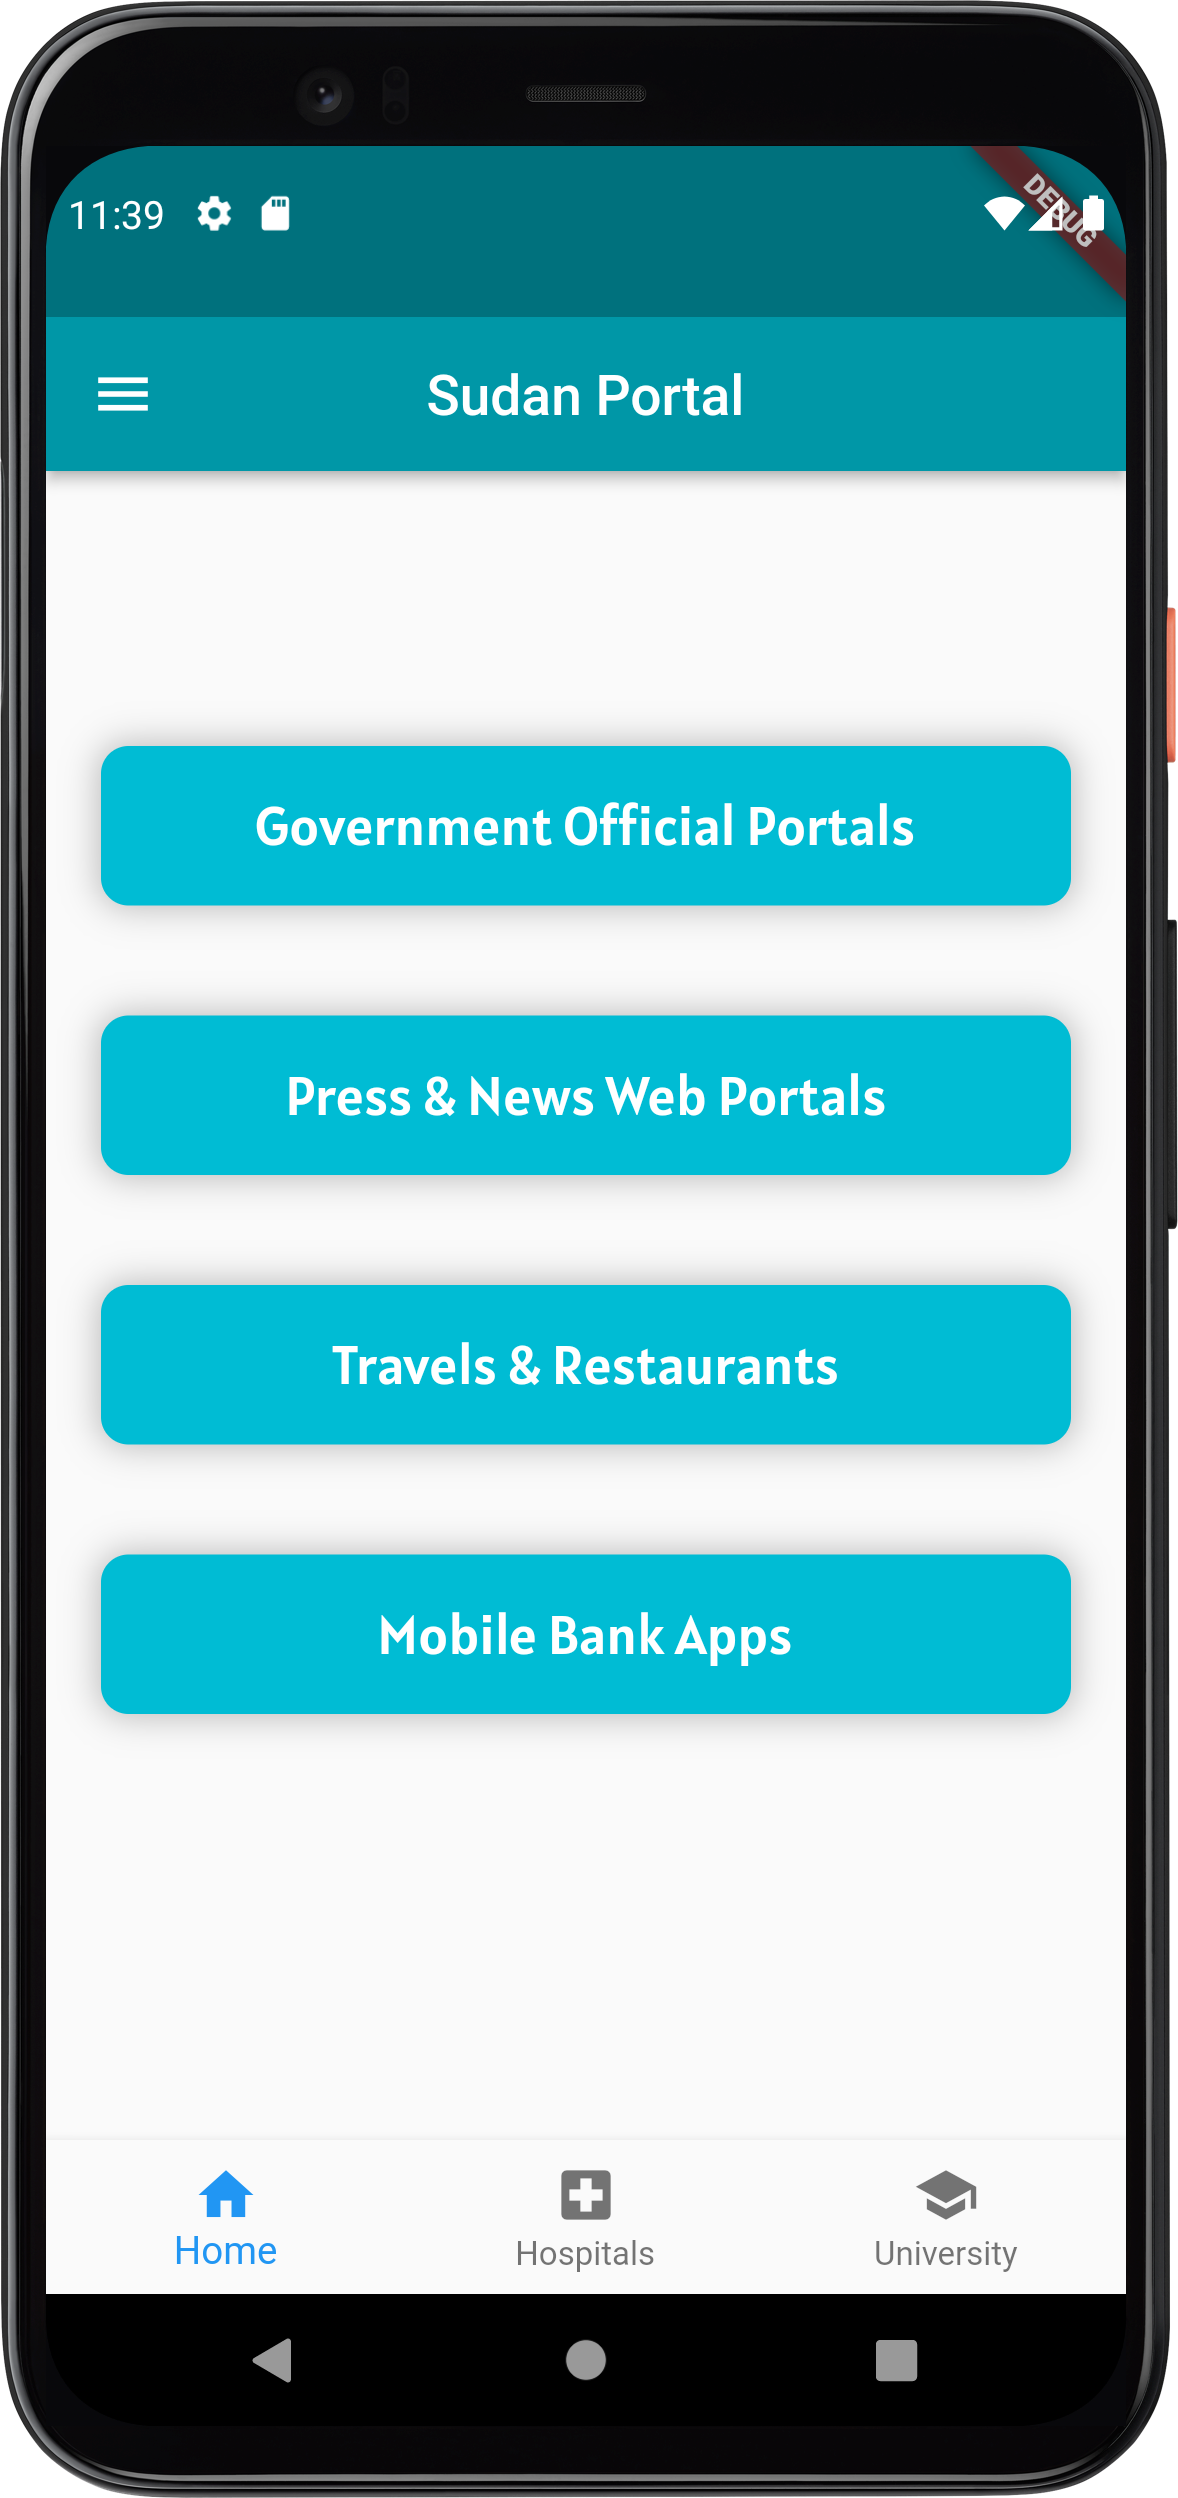 11:39
DEBUG
Sudan Portal
Government Official Portals
Press & News Web Portals
Travels & Restaurants
Mobile Bank Apps
Home
Hospitals
University